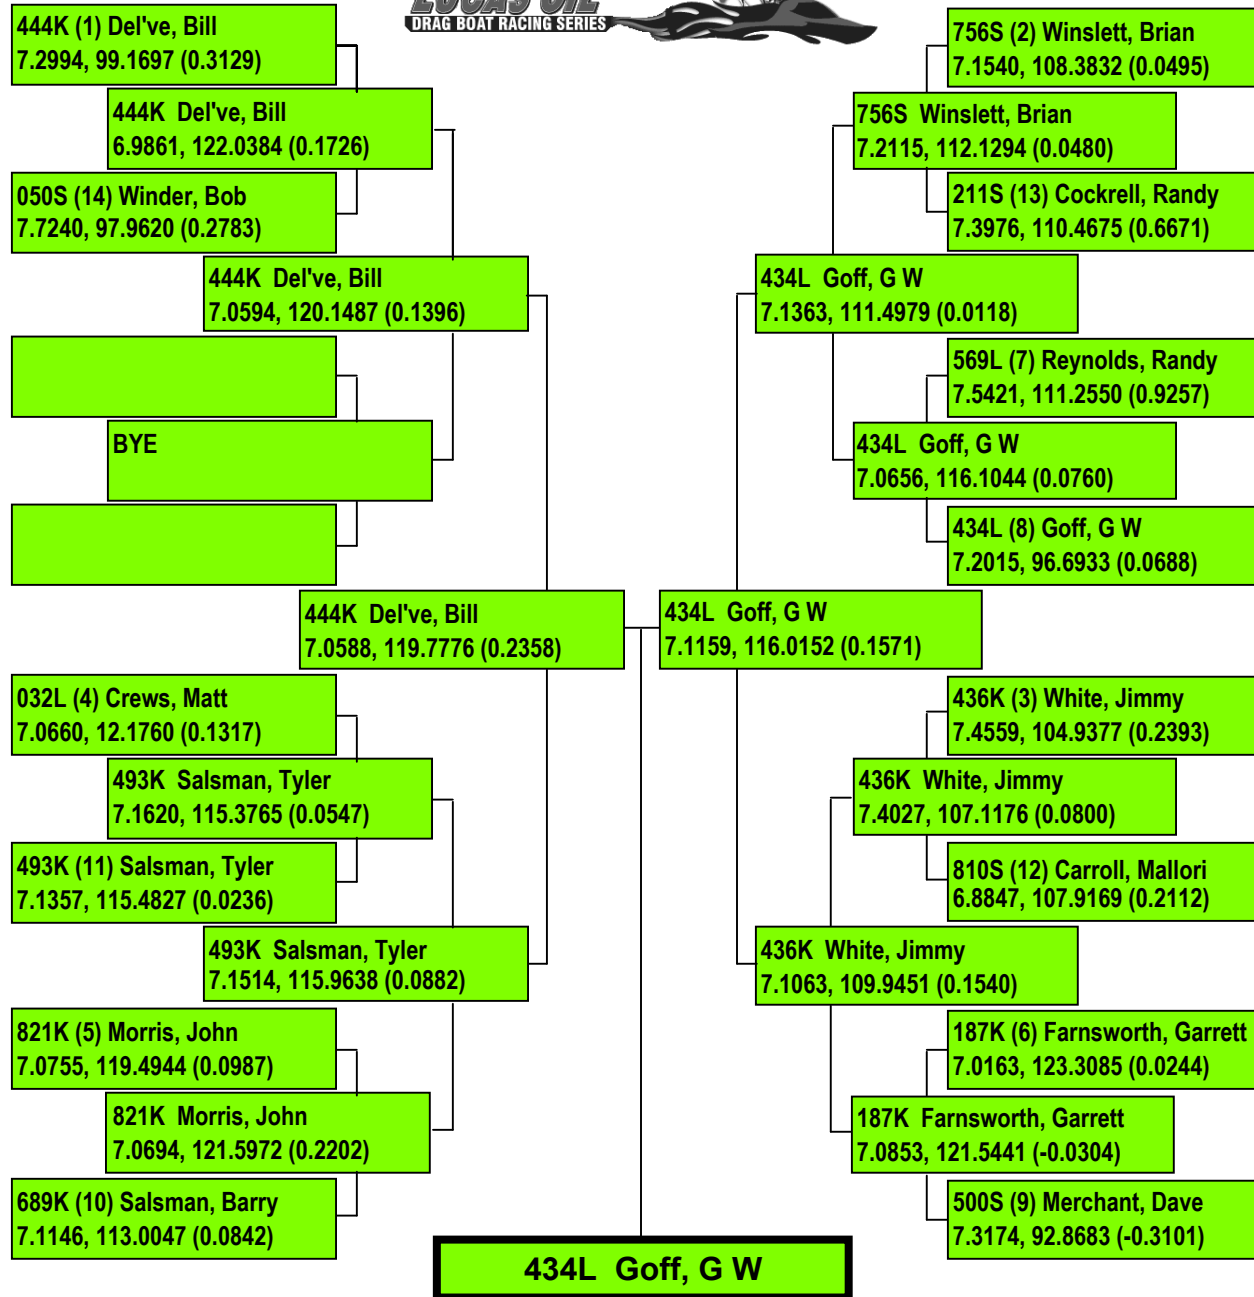 LUCAS OIL
DRAG BOAT RACING SERIES
444K (1) Del've, Bill
7.2994, 99.1697 (0.3129)
444K Del've, Bill
6.9861, 122.0384 (0.1726)
050S (14) Winder, Bob
7.7240, 97.9620 (0.2783)
444K Del've, Bill
7.0594, 120.1487 (0.1396)
BYE
444K Del've, Bill
7.0588, 119.7776 (0.2358)
032L (4) Crews, Matt
7.0660, 12.1760 (0.1317)
493K Salsman, Tyler
7.1620, 115.3765 (0.0547)
493K (11) Salsman, Tyler
7.1357, 115.4827 (0.0236)
493K Salsman, Tyler
7.1514, 115.9638 (0.0882)
821K (5) Morris, John
7.0755, 119.4944 (0.0987)
821K Morris, John
7.0694, 121.5972 (0.2202)
689K (10) Salsman, Barry
7.1146, 113.0047 (0.0842)
756S (2) Winslett, Brian
7.1540, 108.3832 (0.0495)
756S Winslett, Brian
7.2115, 112.1294 (0.0480)
211S (13) Cockrell, Randy
7.3976, 110.4675 (0.6671)
434L Goff, G W
7.1363, 111.4979 (0.0118)
569L (7) Reynolds, Randy
7.5421, 111.2550 (0.9257)
434L Goff, G W
7.0656, 116.1044 (0.0760)
434L (8) Goff, G W
7.2015, 96.6933 (0.0688)
434L Goff, G W
7.1159, 116.0152 (0.1571)
436K (3) White, Jimmy
7.4559, 104.9377 (0.2393)
436K White, Jimmy
7.4027, 107.1176 (0.0800)
810S (12) Carroll, Mallori
6.8847, 107.9169 (0.2112)
436K White, Jimmy
7.1063, 109.9451 (0.1540)
187K (6) Farnsworth, Garrett
7.0163, 123.3085 (0.0244)
187K Farnsworth, Garrett
7.0853, 121.5441 (-0.0304)
500S (9) Merchant, Dave
7.3174, 92.8683 (-0.3101)
434L Goff, G W